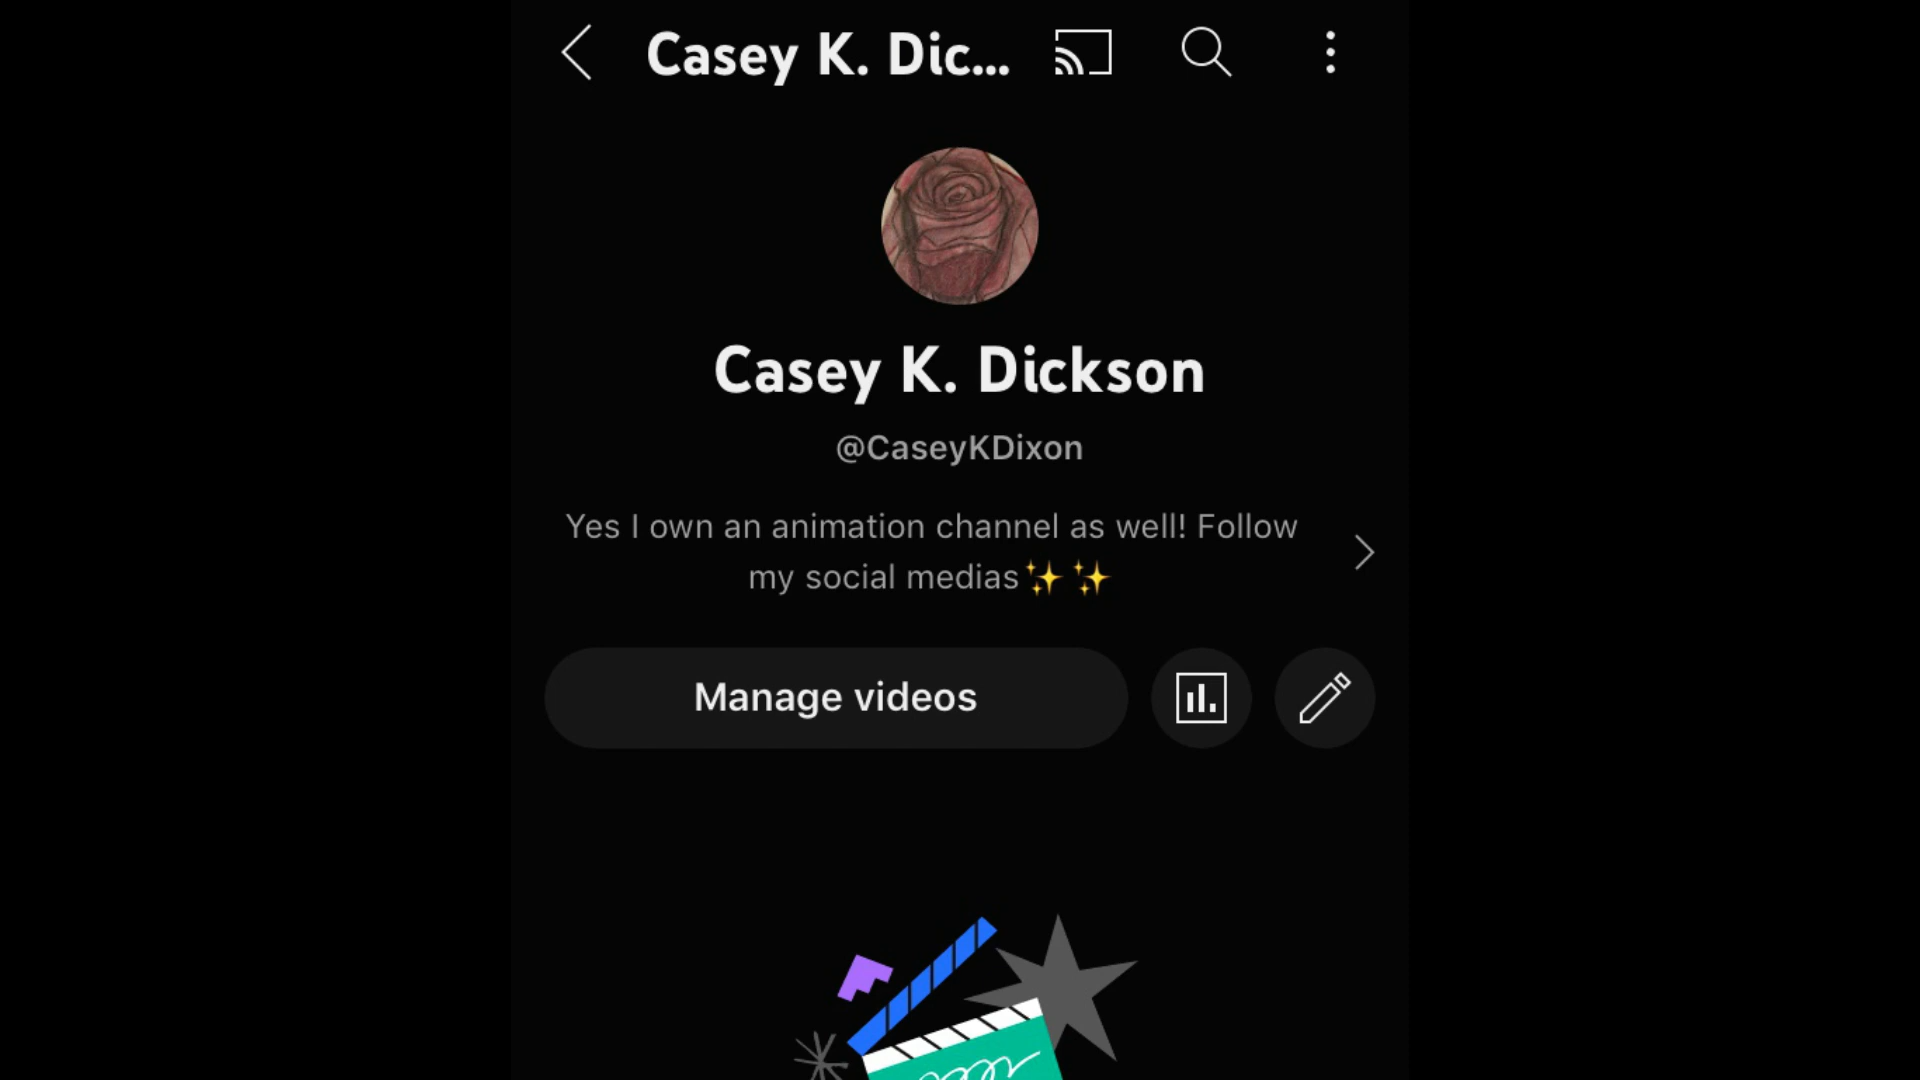 Casey K. Dic...
Casey K. Dickson
@CaseyKDixon
Yes I own an animation channel as well! Follow
my social medias✨✨
Manage videos